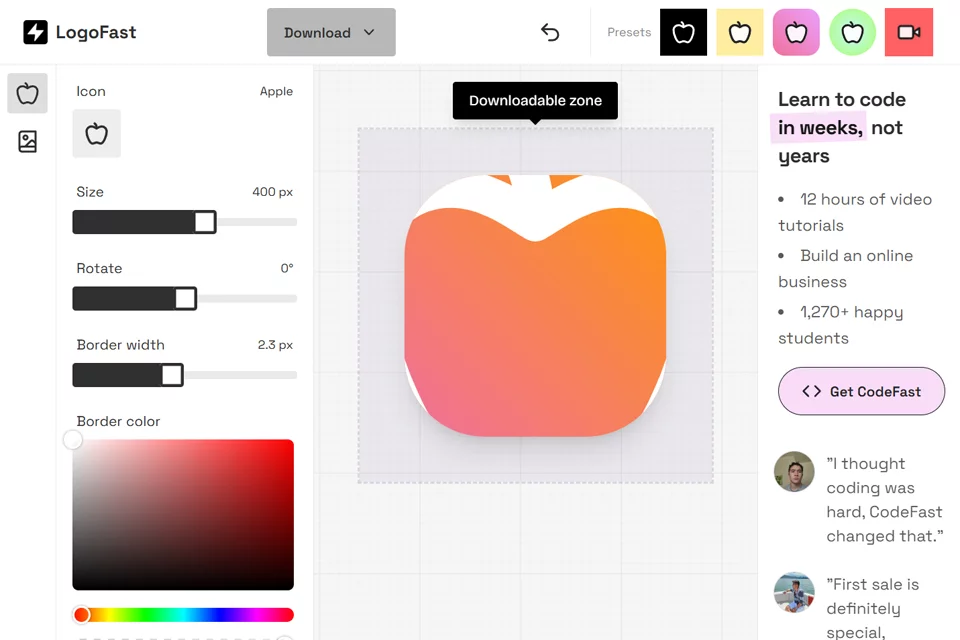 LogoFast
Download
Presets
Icon
Apple
Size
400 px
Rotate
0°
Border width
2.3 px
Border color
Downloadable zone
Learn to code
in weeks, not
years
• 12 hours of video
tutorials
• Build an online
business
• 1,270+ happy
students
<> Get CodeFast
"I thought
coding was
hard, CodeFast
changed that."
"First sale is
definitely
special,